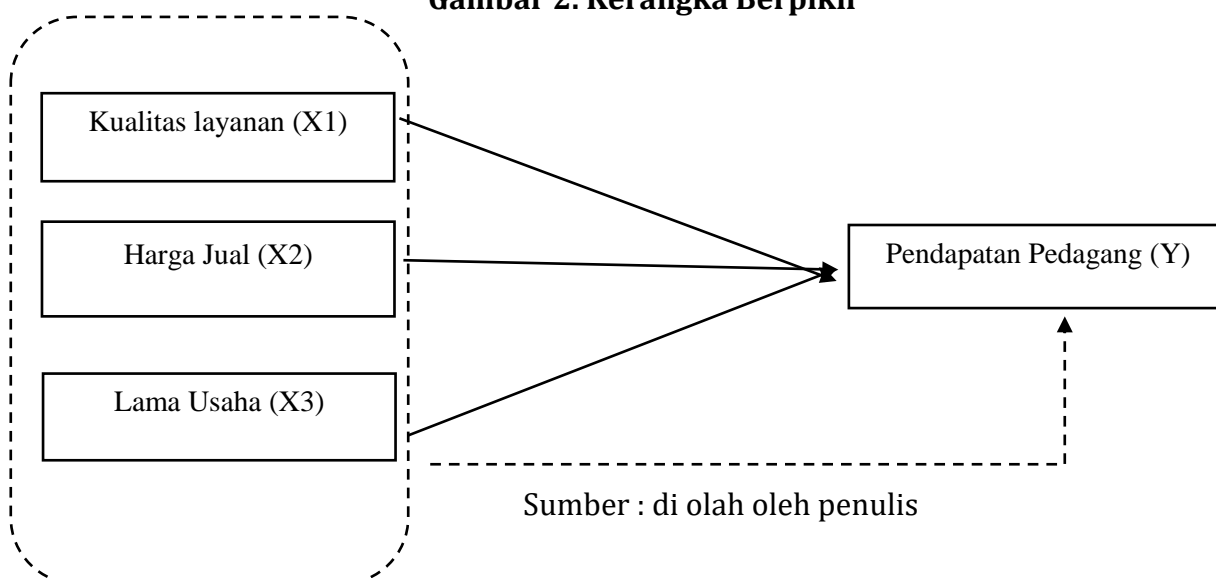 Gambar 2. Kerangka Berpikir
Kualitas layanan (X1)
Harga Jual (X2)
Pendapatan Pedagang (Y)
Lama Usaha (X3)
Sumber : di olah oleh penulis